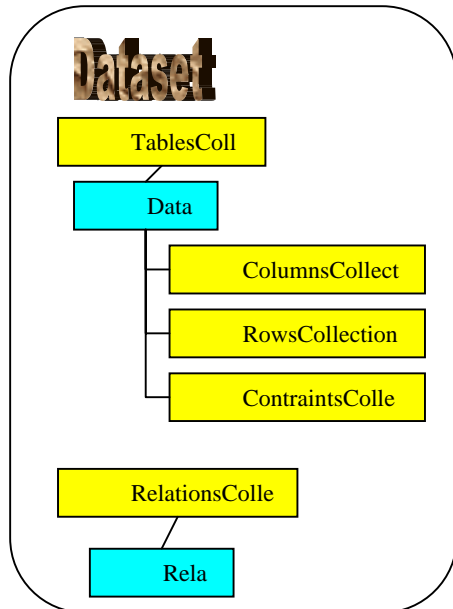 Dataset
TablesColl
Data
ColumnsCollect
RowsCollection
ContraintsColle
RelationsColle
Rela